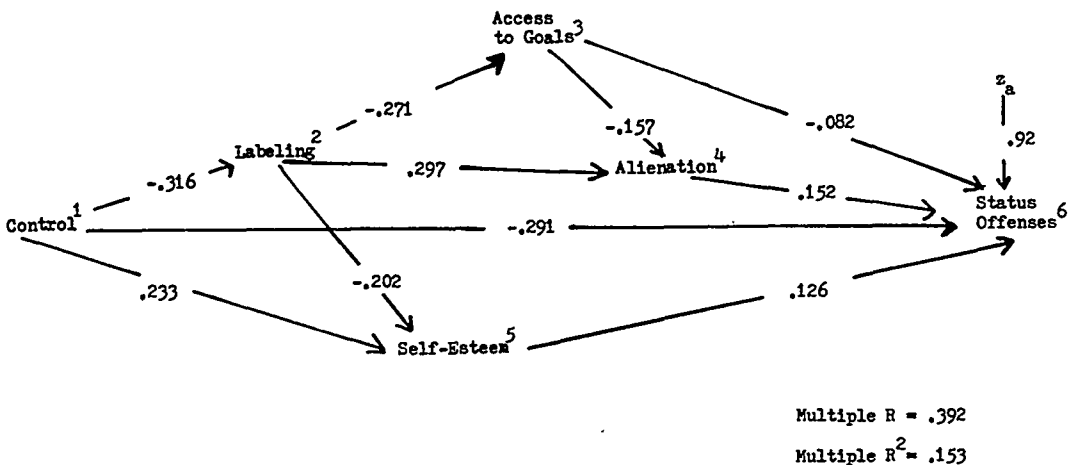 Access
to Goals3
za
-.271
-.082
-.157
.92
Labeling2
.297
Alienation4
-.316
.152
Status
Offenses6
Control1
-.291
-.202
.233
.126
Self-Esteem5
Multiple R = .392
Multiple R2= .153